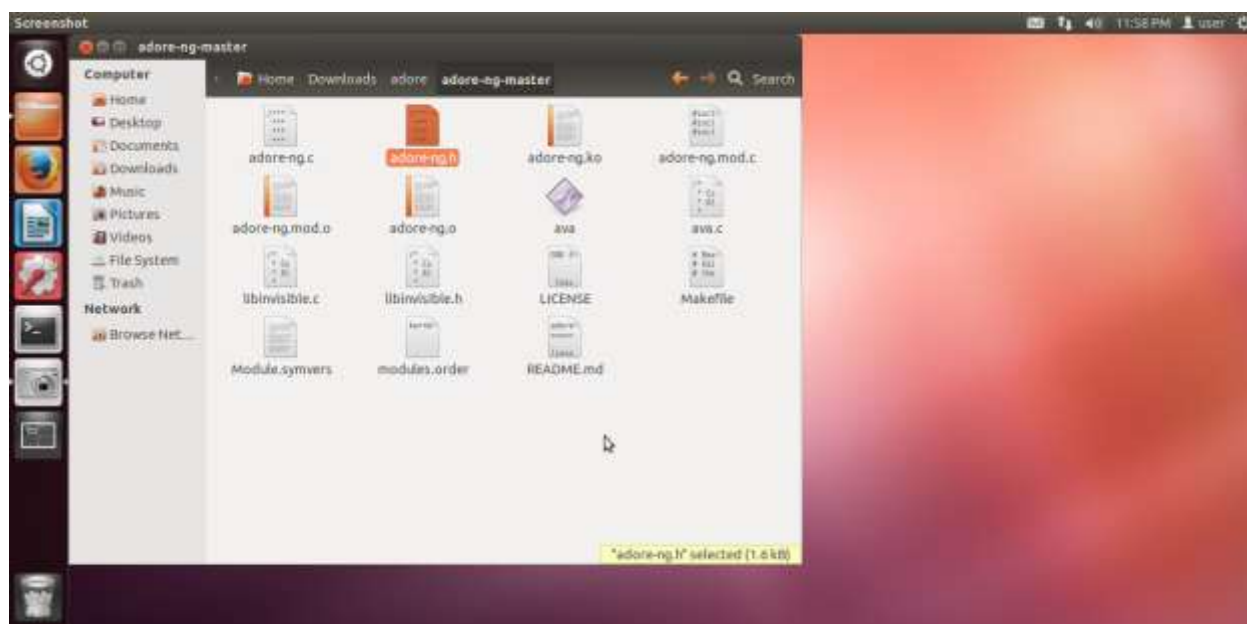 Screenshot
11:58 PM user
adore-ng-master
Computer
Home
Desktop
Documents
Downloads
Music
Pictures
Videos
File System
Trash
Network
Browse Net...
Home Downloads adore adore-ng-master Search
adore-ng.c adore-ng.h adore-ng.ko adore-ng.mod.c
adore-ng.mod.o adore-ng.o ava ava.c
libinvisible.c libinvisible.h LICENSE Makefile
Module.symvers modules.order README.md
"adore-ng.h" selected (1.6 kB)